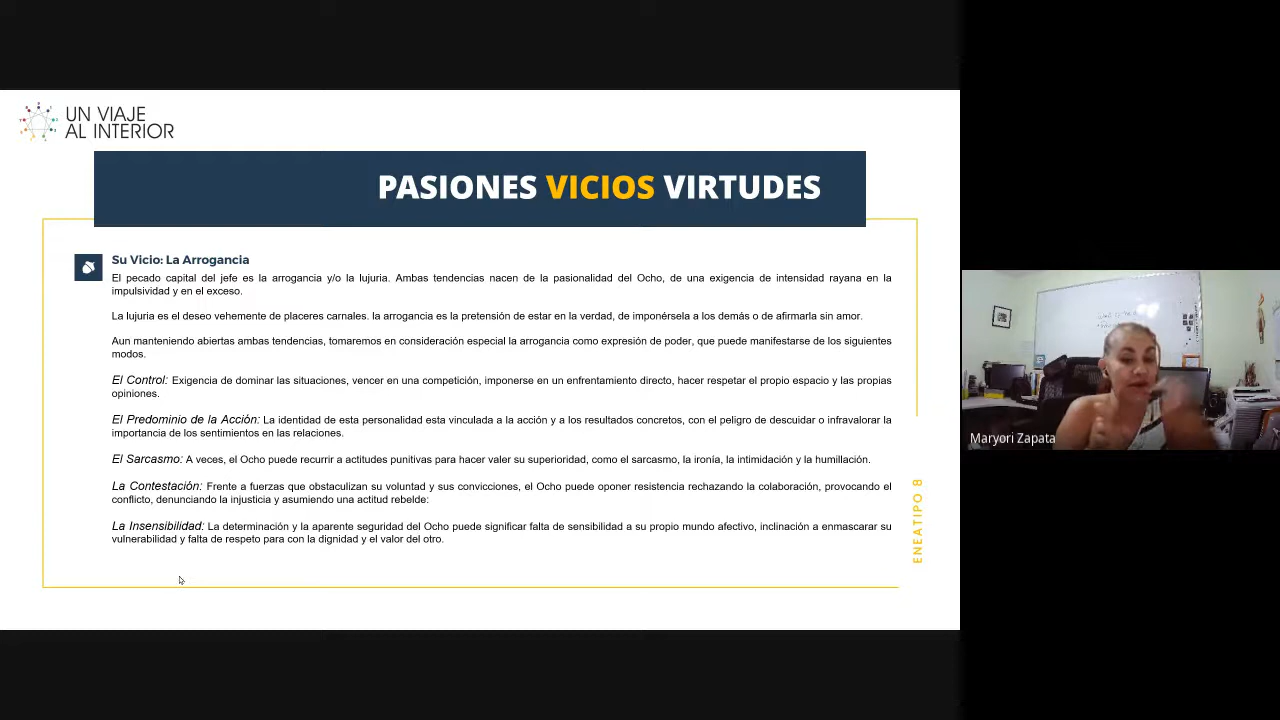 UN VIAJE
AL INTERIOR
PASIONES VICIOS VIRTUDES
Su Vicio: La Arrogancia
El pecado capital del jefe es la arrogancia y/o la lujuria. Ambas tendencias nacen de la pasionalidad del Ocho, de una exigencia de intensidad rayana en la
impulsividad y en el exceso.
La lujuria es el deseo vehemente de placeres carnales. la arrogancia es la pretensión de estar en la verdad, de imponérsela a los demás o de afirmarla sin amor.
Aun manteniendo abiertas ambas tendencias, tomaremos en consideración especial la arrogancia como expresión de poder, que puede manifestarse de los siguientes
modos.
El Control: Exigencia de dominar las situaciones, vencer en una competición, imponerse en un enfrentamiento directo, hacer respetar el propio espacio y las propias
opiniones.
El Predominio de la Acción: La identidad de esta personalidad esta vinculada a la acción y a los resultados concretos, con el peligro de descuidar o infravalorar la
importancia de los sentimientos en las relaciones.
El Sarcasmo: A veces, el Ocho puede recurrir a actitudes punitivas para hacer valer su superioridad, como el sarcasmo, la ironía, la intimidación y la humillación.
La Contestación: Frente a fuerzas que obstaculizan su voluntad y sus convicciones, el Ocho puede oponer resistencia rechazando la colaboración, provocando el
conflicto, denunciando la injusticia y asumiendo una actitud rebelde:
La Insensibilidad: La determinación y la aparente seguridad del Ocho puede significar falta de sensibilidad a su propio mundo afectivo, inclinación a enmascarar su
vulnerabilidad y falta de respeto para con la dignidad y el valor del otro.
ENEATIPO 8
Maryori Zapata